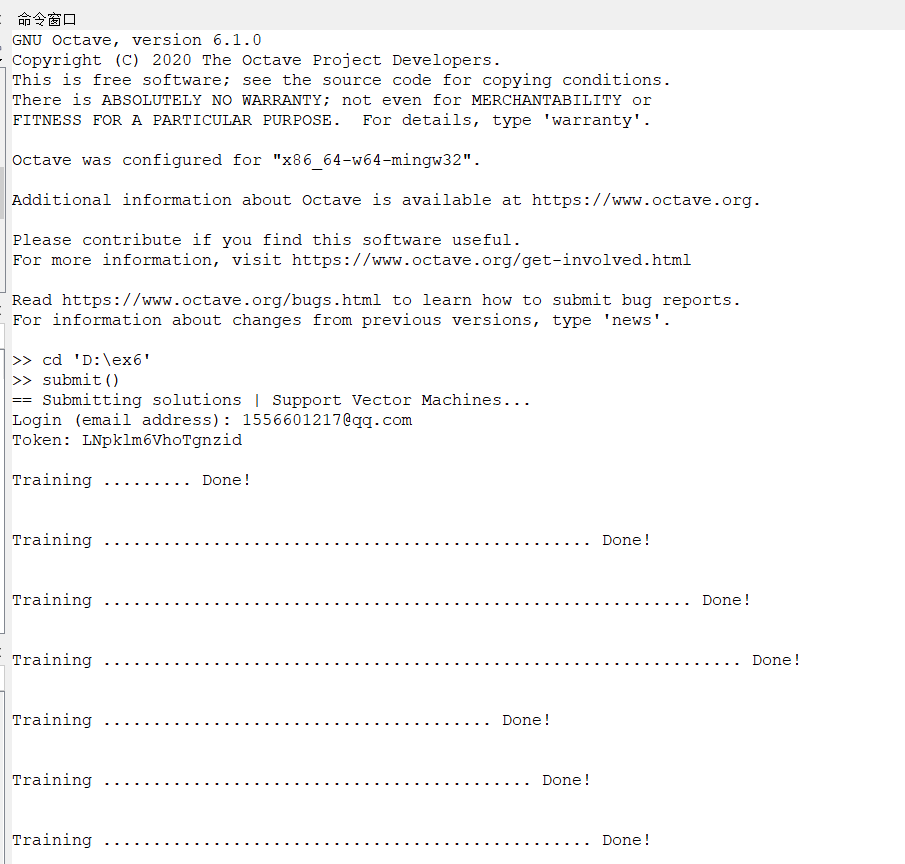 命令窗口
GNU Octave, version 6.1.0
Copyright (C) 2020 The Octave Project Developers.
This is free software; see the source code for copying conditions.
There is ABSOLUTELY NO WARRANTY; not even for MERCHANTABILITY or
FITNESS FOR A PARTICULAR PURPOSE.  For details, type 'warranty'.
Octave was configured for "x86_64-w64-mingw32".
Additional information about Octave is available at https://www.octave.org.
Please contribute if you find this software useful.
For more information, visit https://www.octave.org/get-involved.html
Read https://www.octave.org/bugs.html to learn how to submit bug reports.
For information about changes from previous versions, type 'news'.
>> cd 'D:\ex6'
>> submit()
== Submitting solutions | Support Vector Machines...
Login (email address): 1556601217@qq.com
Token: LNpklm6VhoTgnzid
Training ......... Done!
Training ................................................. Done!
Training ........................................................... Done!
Training ................................................................ Done!
Training ....................................... Done!
Training ........................................... Done!
Training ................................................. Done!